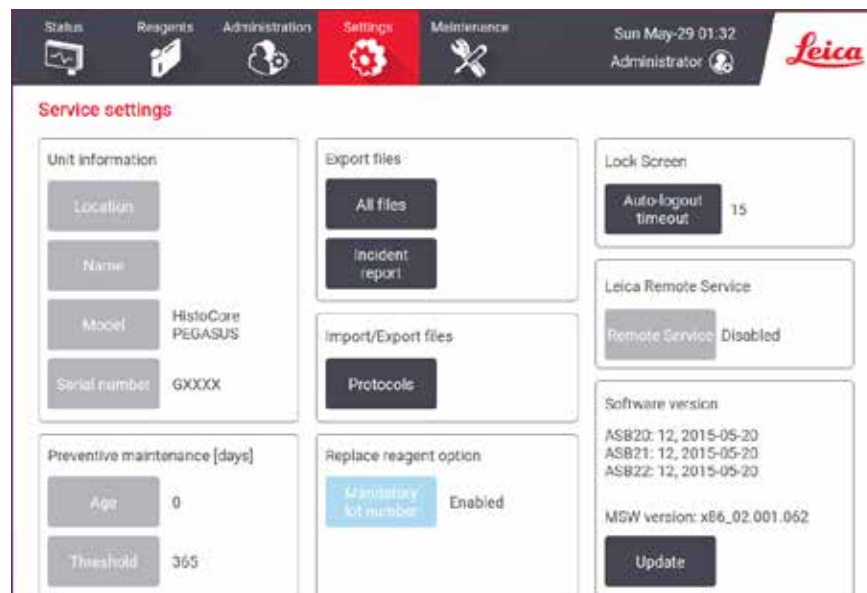 Status Reagents Administration Settings Maintenance
Sun May-29 01:32
Administrator
Leica
Service settings
Unit information
Location
Name
Model
HistoCore
PEGASUS
Serial number
GXXXX
Preventive maintenance [days]
Age
0
Threshold
365
Export files
All files
Incident
report
Import/Export files
Protocols
Replace reagent option
Mandatory
lot number
Enabled
Lock Screen
Auto-logout
timeout
15
Leica Remote Service
Remote Service
Disabled
Software version
ASB20: 12, 2015-05-20
ASB21: 12, 2015-05-20
ASB22: 12, 2015-05-20
MSW version: x86_02.001.062
Update